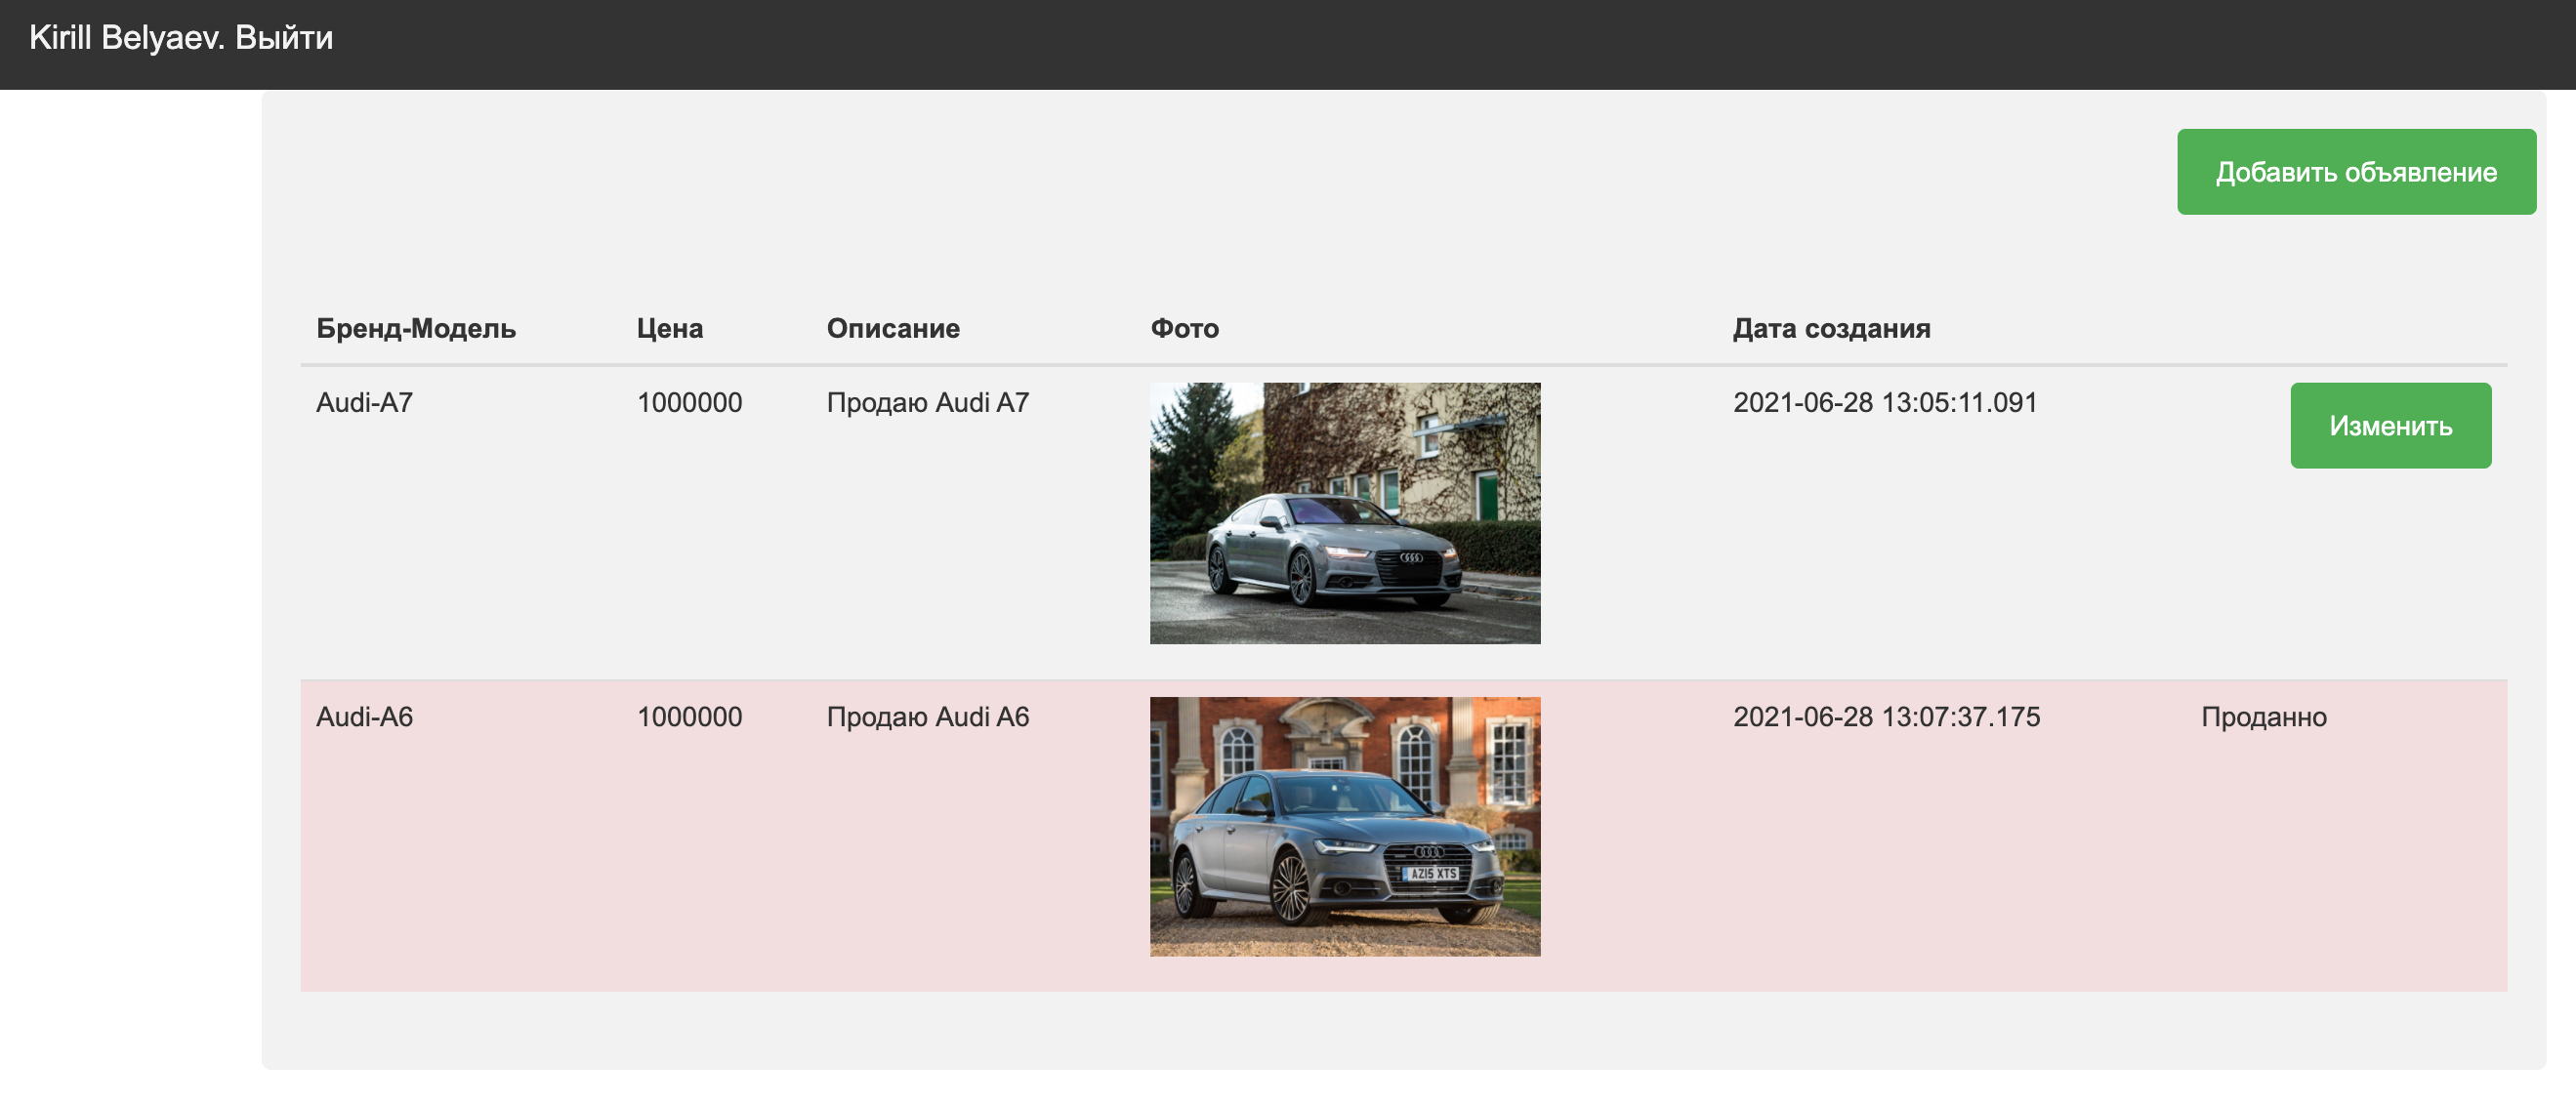 Kirill Belyaev. Выйти
Добавить объявление
Бренд-Модель Цена Описание Фото Дата создания
Audi-A7 1000000 Продаю Audi A7 2021-06-28 13:05:11.091 Изменить
Audi-A6 1000000 Продаю Audi A6 2021-06-28 13:07:37.175 Проданно
AZ15 XTS